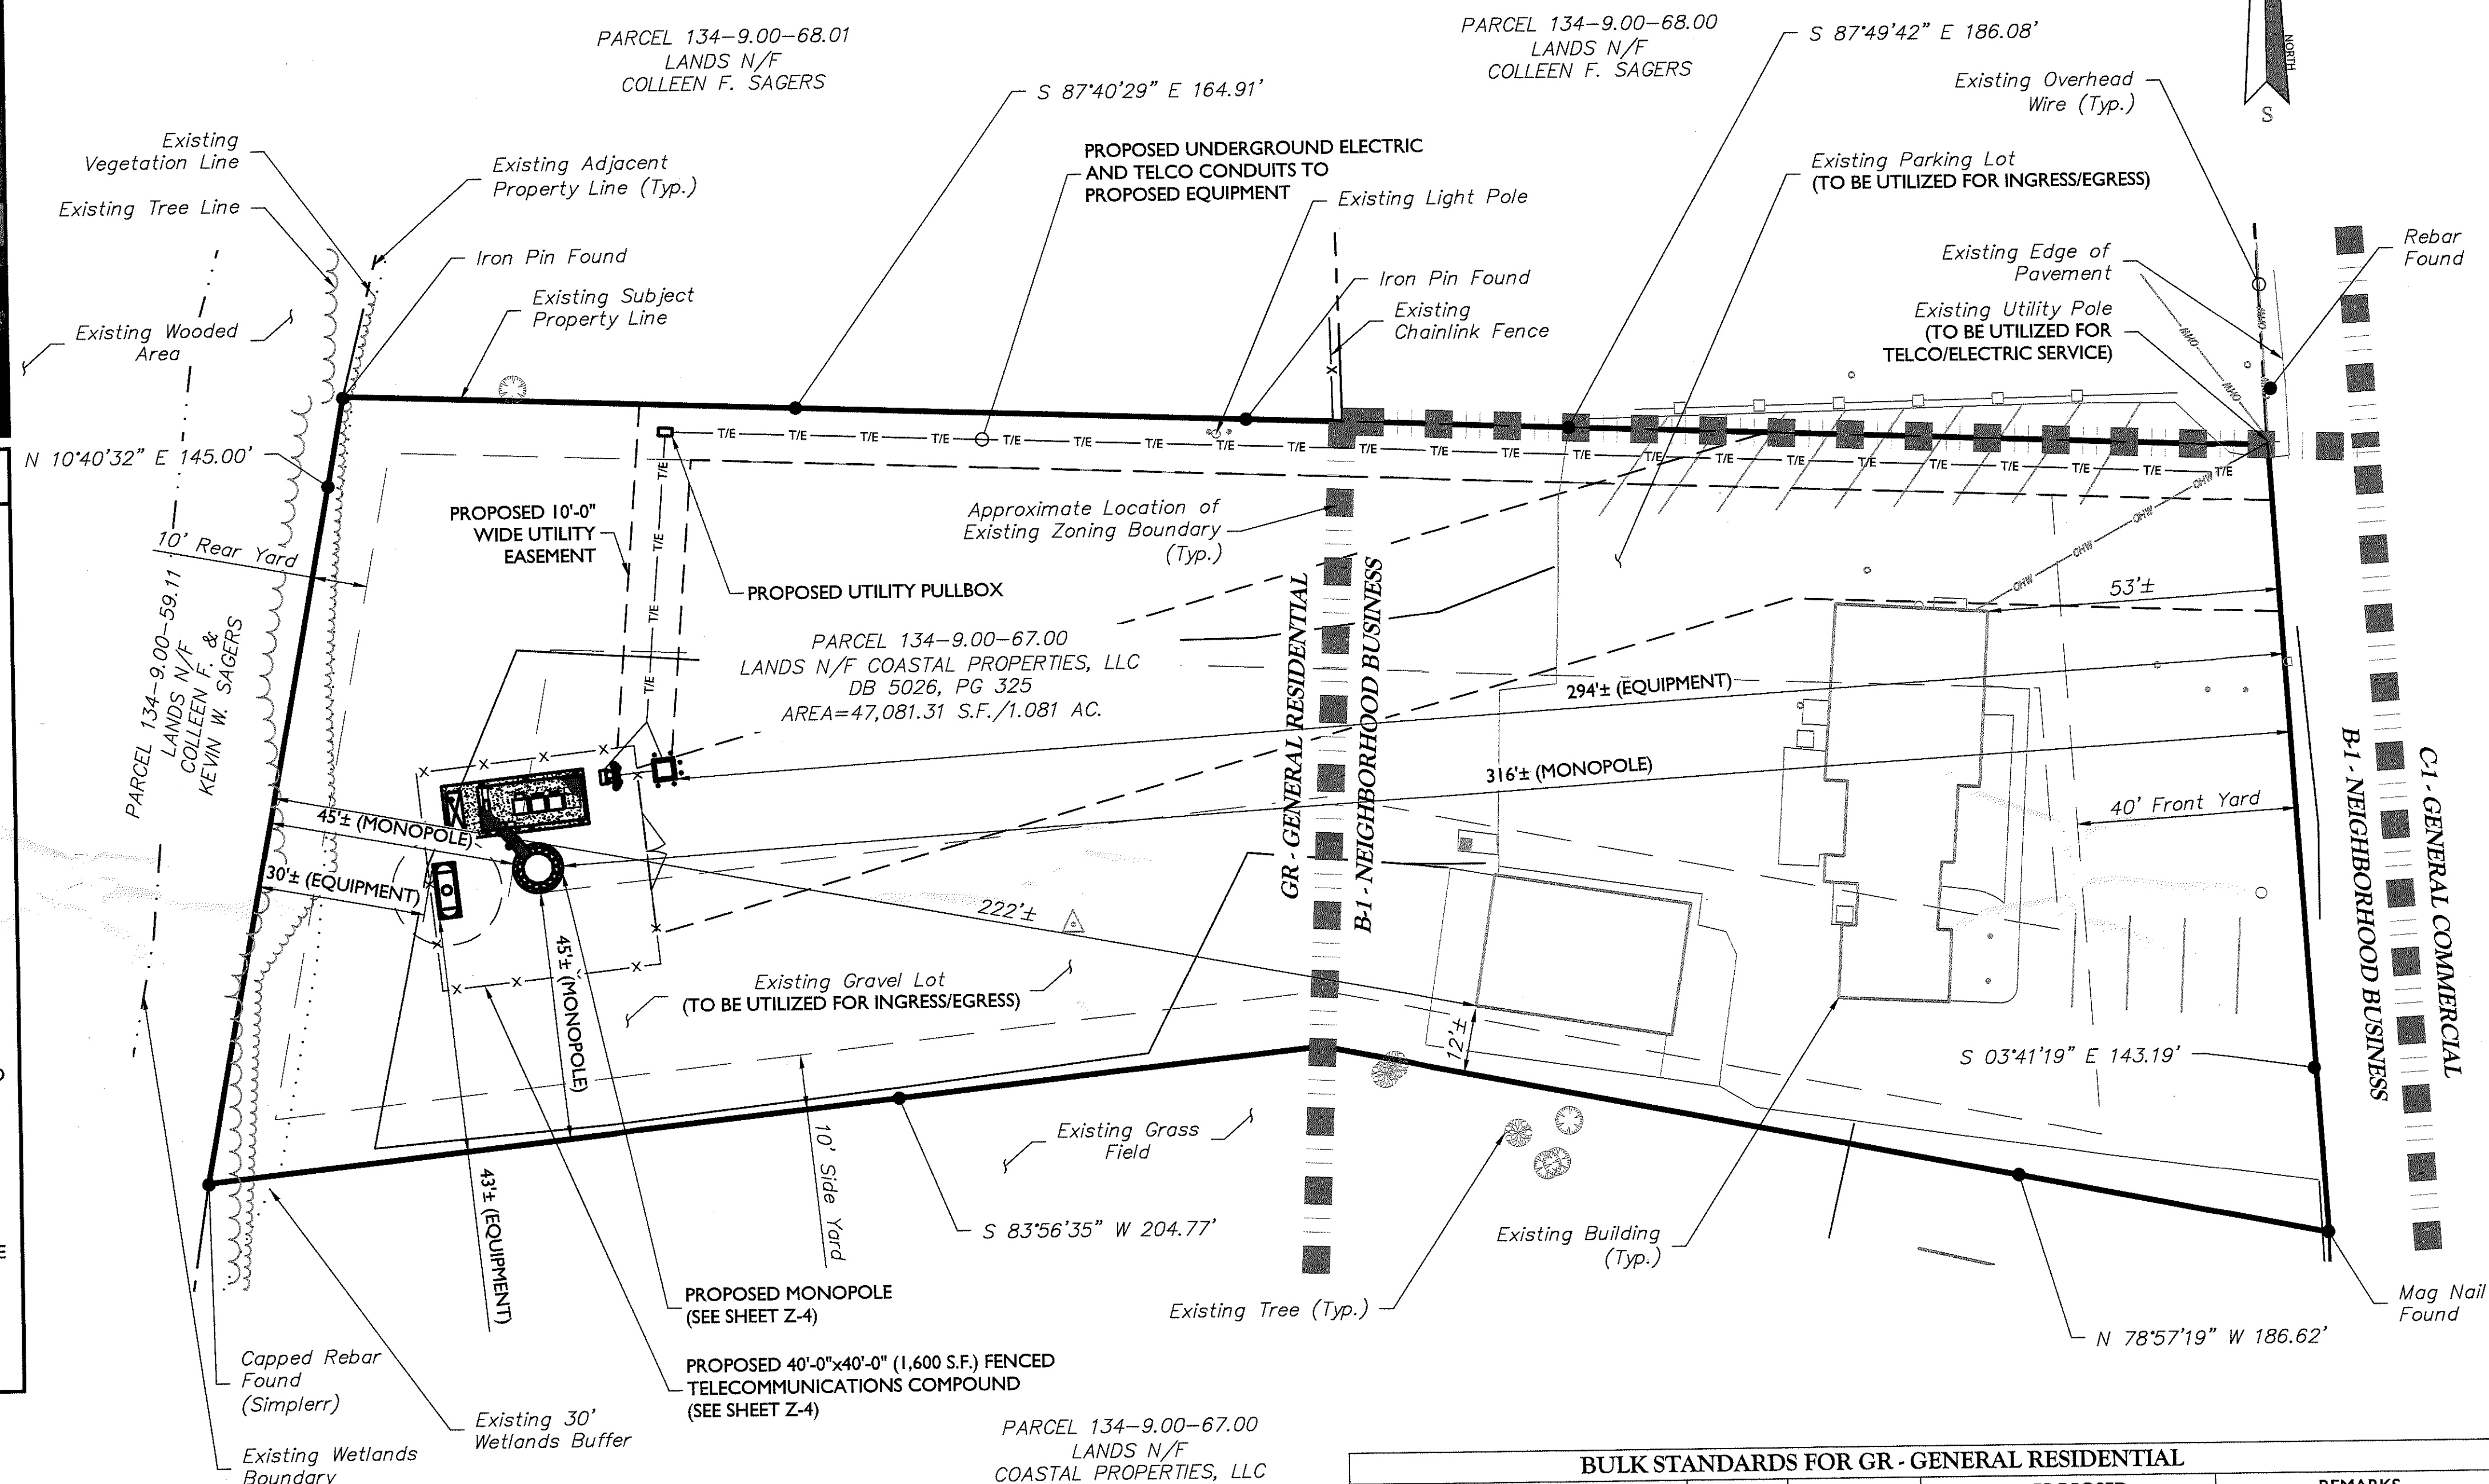 PARCEL 134-9.00-68.01
LANDS N/F
COLLEEN F. SAGERS
PARCEL 134-9.00-68.00
LANDS N/F
COLLEEN F. SAGERS
S 87°49'42" E 186.08'
NORTH
S
Existing Overhead
Wire (Typ.)
S 87°40'29" E 164.91'
Existing
Vegetation Line
Existing Adjacent
Property Line (Typ.)
PROPOSED UNDERGROUND ELECTRIC
AND TELCO CONDUITS TO
PROPOSED EQUIPMENT
Existing Parking Lot
(TO BE UTILIZED FOR INGRESS/EGRESS)
Existing Tree Line
Existing Light Pole
Iron Pin Found
Existing Subject
Property Line
Iron Pin Found
Existing
Chainlink Fence
Existing Edge of
Pavement
Rebar
Found
Existing Utility Pole
(TO BE UTILIZED FOR
TELCO/ELECTRIC SERVICE)
Existing Wooded
Area
OHW
OHW
OHW
OHW
X
T/E T/E T/E T/E T/E T/E T/E T/E T/E T/E T/E T/E T/E T/E T/E T/E T/E T/E T/E T/E T/E T/E
N 10°40'32" E 145.00'
T/E
T/E
T/E
T/E
PROPOSED 10'-0"
WIDE UTILITY
EASEMENT
Approximate Location of
Existing Zoning Boundary
(Typ.)
OHW
OHW
OHW
10' Rear Yard
PROPOSED UTILITY PULLBOX
53'±
PARCEL 134-9.00-59.11
LANDS N/F
COLLEEN F. &
KEVIN W. SAGERS
PARCEL 134-9.00-67.00
LANDS N/F COASTAL PROPERTIES, LLC
DB 5026, PG 325
AREA=47,081.31 S.F./1.081 AC.
GR - GENERAL RESIDENTIAL
B-1 - NEIGHBORHOOD BUSINESS
294'± (EQUIPMENT)
316'± (MONOPOLE)
40' Front Yard
B-1 - NEIGHBORHOOD BUSINESS
C-1 - GENERAL COMMERCIAL
X X X X
45'± (MONOPOLE)
30'± (EQUIPMENT)
222'±
X X
45'± (MONOPOLE)
Existing Gravel Lot
(TO BE UTILIZED FOR INGRESS/EGRESS)
X X X
12'±
S 03°41'19" E 143.19'
10' Side Yard
Existing Grass
Field
43'± (EQUIPMENT)
S 83°56'35" W 204.77'
Existing Building
(Typ.)
PROPOSED MONOPOLE
(SEE SHEET Z-4)
Existing Tree (Typ.)
Mag Nail
Found
N 78°57'19" W 186.62'
Capped Rebar
Found
(Simplerr)
PROPOSED 40'-0"x40'-0" (1,600 S.F.) FENCED
TELECOMMUNICATIONS COMPOUND
(SEE SHEET Z-4)
Existing 30'
Wetlands Buffer
Existing Wetlands
Boundary
PARCEL 134-9.00-67.00
LANDS N/F
COASTAL PROPERTIES, LLC
BULK STANDARDS FOR GR - GENERAL RESIDENTIAL
REMARKS